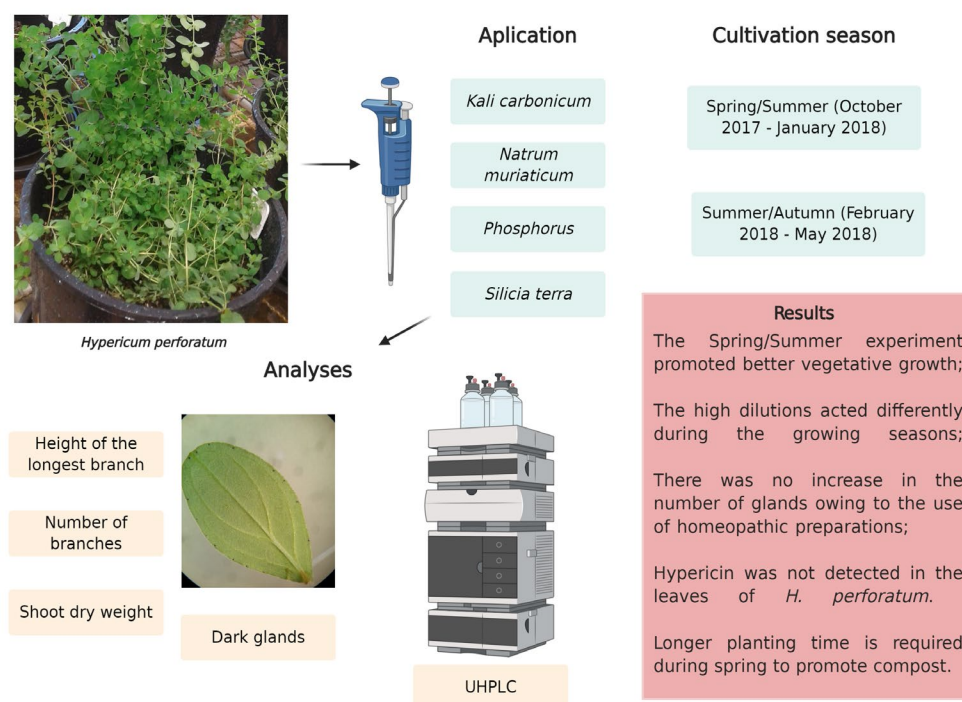 Aplication
Kali carbonicum
Natrum
muriaticum
Phosphorus
Silicia terra
Cultivation season
Spring/Summer (October
2017 - January 2018)
Summer/Autumn (February
2018 - May 2018)
Hypericum perforatum
Analyses
Height of the
longest branch
Number of
branches
Shoot dry weight
Dark glands
UHPLC
Results
The Spring/Summer experiment
promoted better vegetative growth;
The high dilutions acted differently
during the growing seasons;
There was no increase in the
number of glands owing to the use
of homeopathic preparations;
Hypericin was not detected in the
leaves of H. perforatum.
Longer planting time is required
during spring to promote compost.